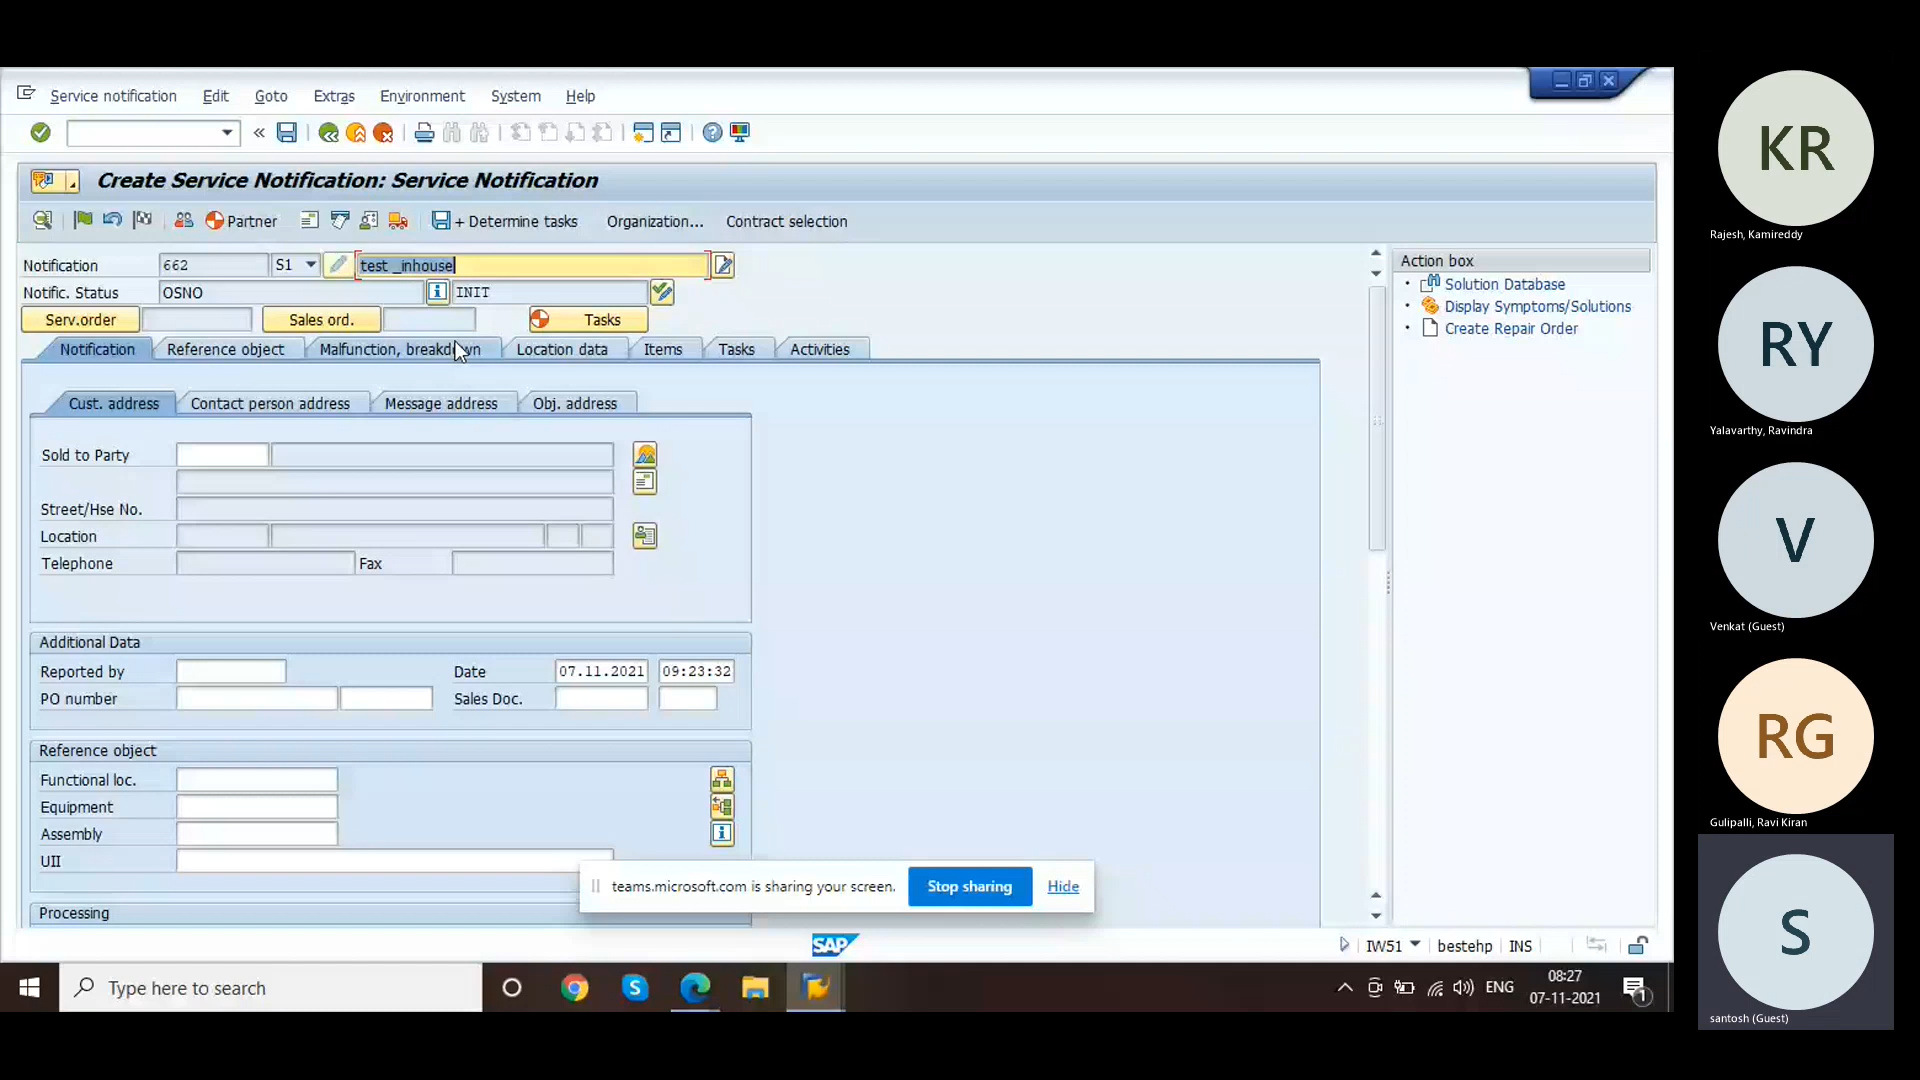 Service notification Edit Goto Extras Environment System Help
Create Service Notification: Service Notification
Partner + Determine tasks Organization... Contract selection
Notification 662 S1 test _inhouse
Notific. Status OSNO INIT
Serv.order Sales ord. Tasks
Notification Reference object Malfunction, breakdown Location data Items Tasks Activities
Cust. address Contact person address Message address Obj. address
Sold to Party
Street/Hse No.
Location
Telephone Fax
Additional Data
Reported by Date 07.11.2021 09:23:32
PO number Sales Doc.
Reference object
Functional loc.
Equipment
Assembly
UII
Processing
Action box
Solution Database
Display Symptoms/Solutions
Create Repair Order
teams.microsoft.com is sharing your screen. Stop sharing Hide
SAP IW51 bestehp INS
Type here to search
S
ENG 08:27
07-11-2021
1
KR
Rajesh, Kamireddy
RY
Yalavarthy, Ravindra
V
Venkat (Guest)
RG
Gulipalli, Ravi Kiran
S
santosh (Guest)